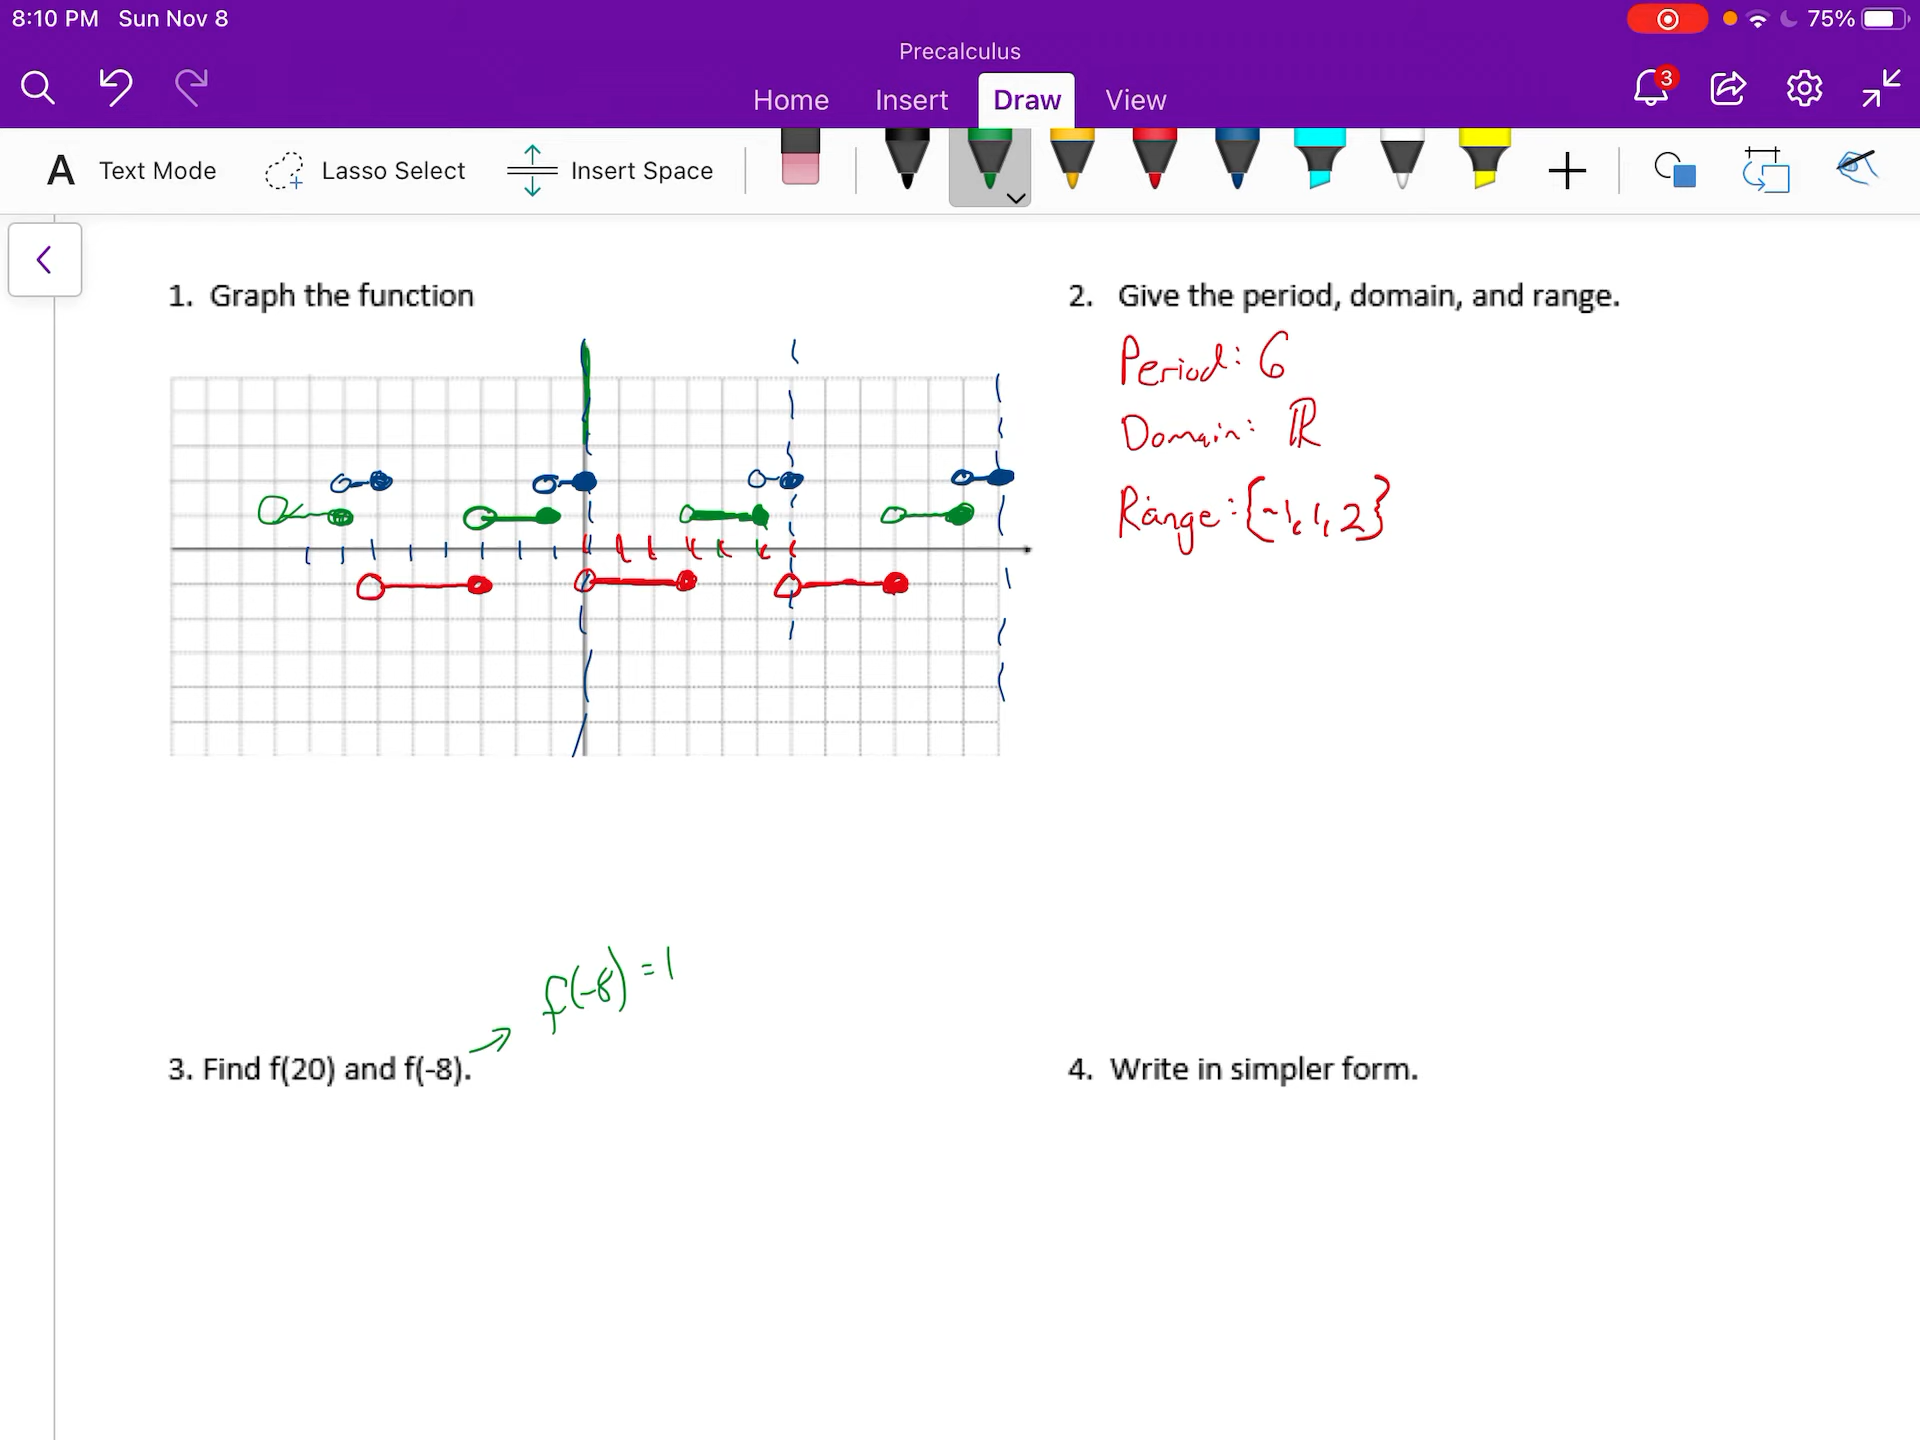 8:10 PM Sun Nov 8
75%
Precalculus
Home Insert Draw View
3
A Text Mode Lasso Select Insert Space
1. Graph the function
2. Give the period, domain, and range.
Period: 6
Domain: ℝ
Range: {-1, 1, 2}
f(-8) = 1
3. Find f(20) and f(-8). →
4. Write in simpler form.